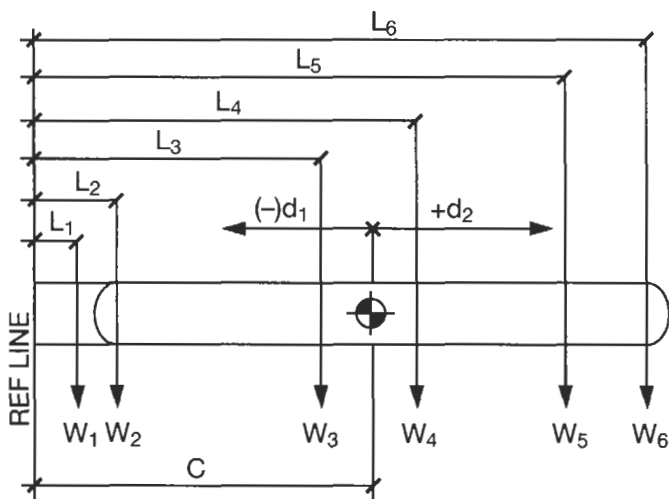 L₆
L₅
L₄
L₃
L₂
(–)d₁ +d₂
L₁
REF LINE
W₁ W₂ W₃ W₄ W₅ W₆
C